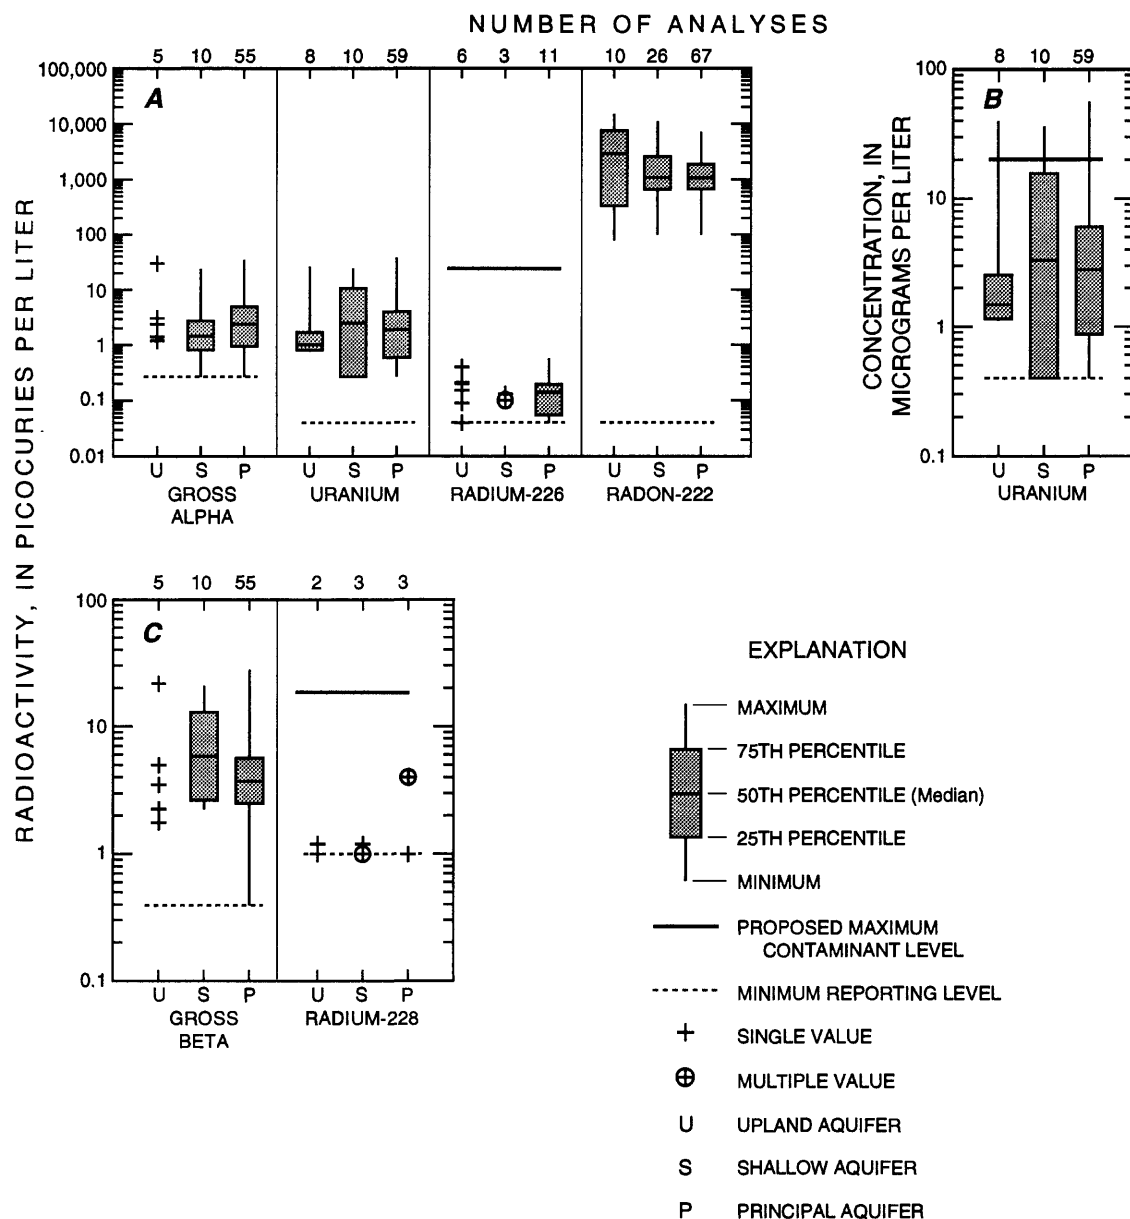 NUMBER OF ANALYSES
5 10 55 8 10 59 6 3 11 10 26 67
8 10 59
A
B
RADIOACTIVITY, IN PICOCURIES PER LITER
100,000
10,000
1,000
100
10
1
0.1
0.01
U S P U S P U S P U S P
GROSS
ALPHA
URANIUM
RADIUM-226
RADON-222
CONCENTRATION, IN
MICROGRAMS PER LITER
100
10
1
0.1
U S P
URANIUM
5 10 55 2 3 3
C
100
10
1
0.1
U S P U S P
GROSS
BETA
RADIUM-228
EXPLANATION
MAXIMUM
75TH PERCENTILE
50TH PERCENTILE (Median)
25TH PERCENTILE
MINIMUM
PROPOSED MAXIMUM
CONTAMINANT LEVEL
MINIMUM REPORTING LEVEL
SINGLE VALUE
MULTIPLE VALUE
U UPLAND AQUIFER
S SHALLOW AQUIFER
P PRINCIPAL AQUIFER